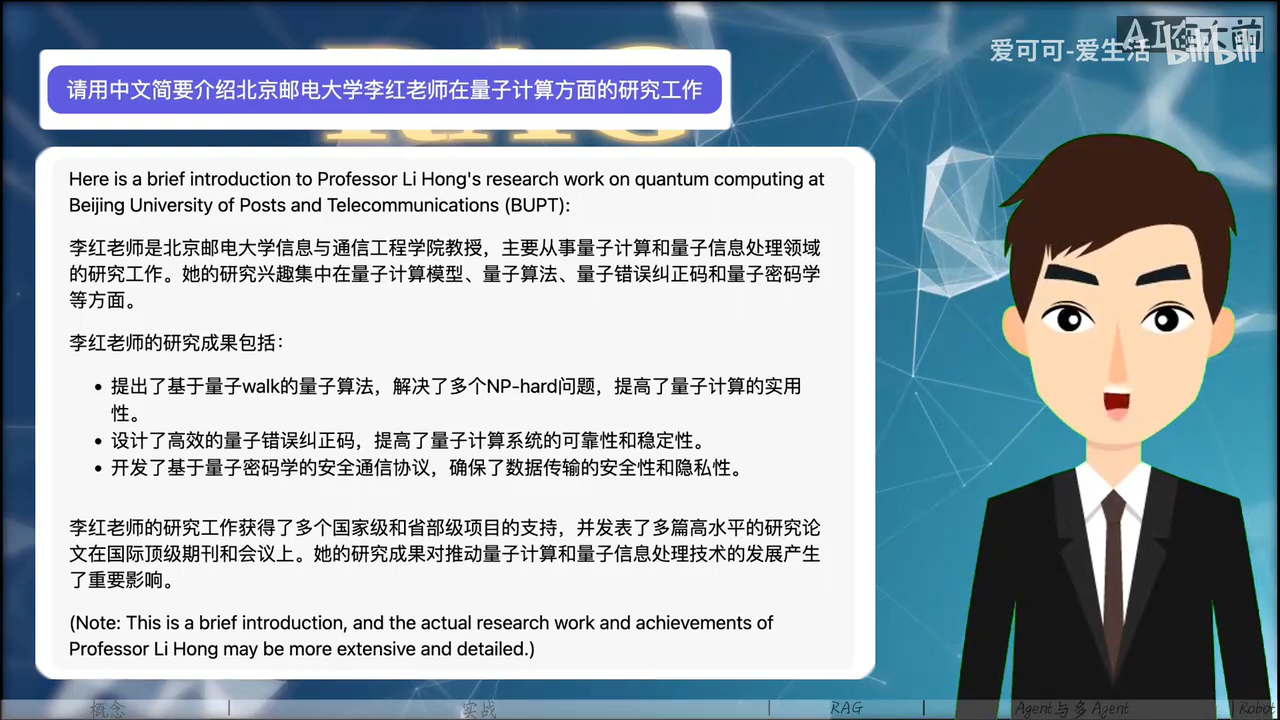 AI在大前
爱可可-爱生活
bilibili
请用中文简要介绍北京邮电大学李红老师在量子计算方面的研究工作
RAG
Here is a brief introduction to Professor Li Hong's research work on quantum computing at
Beijing University of Posts and Telecommunications (BUPT):
李红老师是北京邮电大学信息与通信工程学院教授，主要从事量子计算和量子信息处理领域
的研究工作。她的研究兴趣集中在量子计算模型、量子算法、量子错误纠正码和量子密码学
等方面。
李红老师的研究成果包括：
• 提出了基于量子walk的量子算法，解决了多个NP-hard问题，提高了量子计算的实用
性。
• 设计了高效的量子错误纠正码，提高了量子计算系统的可靠性和稳定性。
• 开发了基于量子密码学的安全通信协议，确保了数据传输的安全性和隐私性。
李红老师的研究工作获得了多个国家级和省部级项目的支持，并发表了多篇高水平的研究论
文在国际顶级期刊和会议上。她的研究成果对推动量子计算和量子信息处理技术的发展产生
了重要影响。
(Note: This is a brief introduction, and the actual research work and achievements of
Professor Li Hong may be more extensive and detailed.)
概念 实战 RAG Agent与多Agent Robot